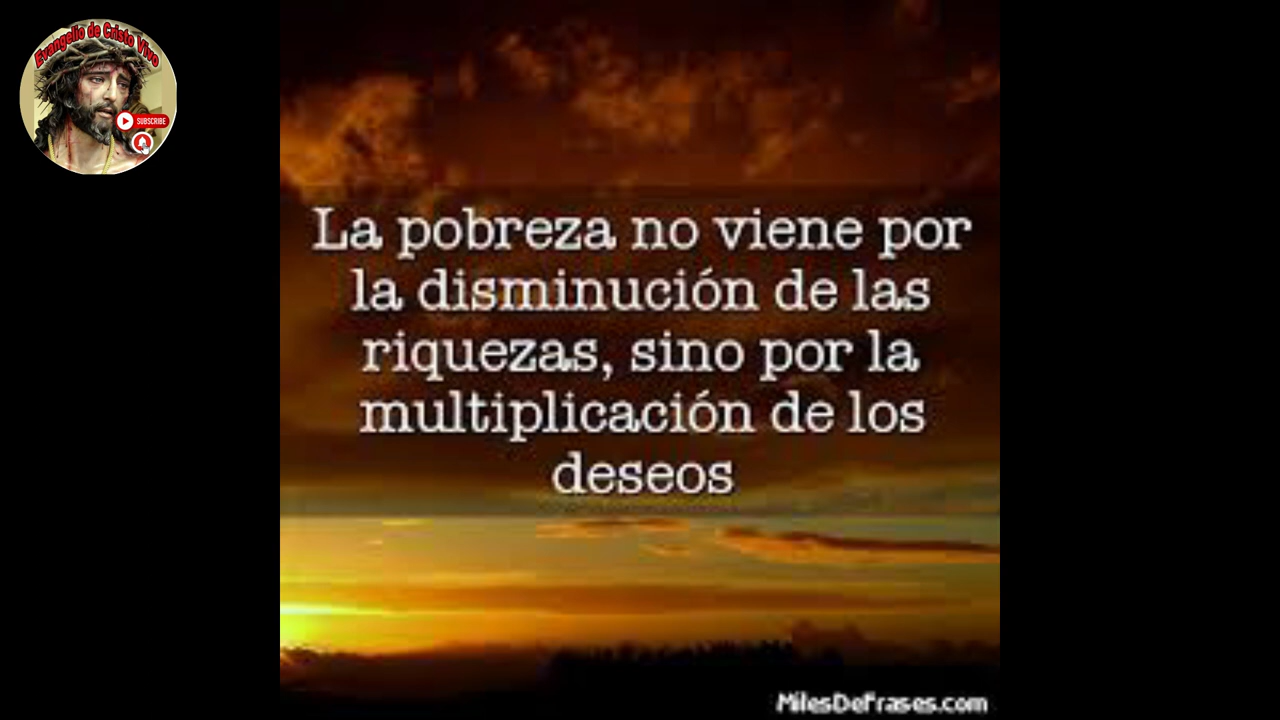 Evangelio de Cristo Vivo
SUBSCRIBE
La pobreza no viene por
la disminución de las
riquezas, sino por la
multiplicación de los
deseos
MilesDeFrases.com